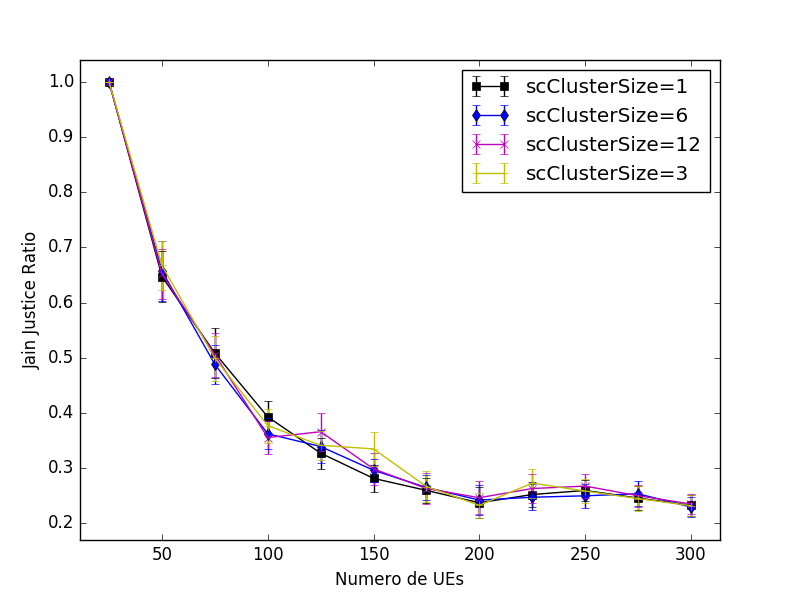 1.0
0.9
0.8
0.7
0.6
0.5
0.4
0.3
0.2
Jain Justice Ratio
scClusterSize=1
scClusterSize=6
scClusterSize=12
scClusterSize=3
50 100 150 200 250 300
Numero de UEs